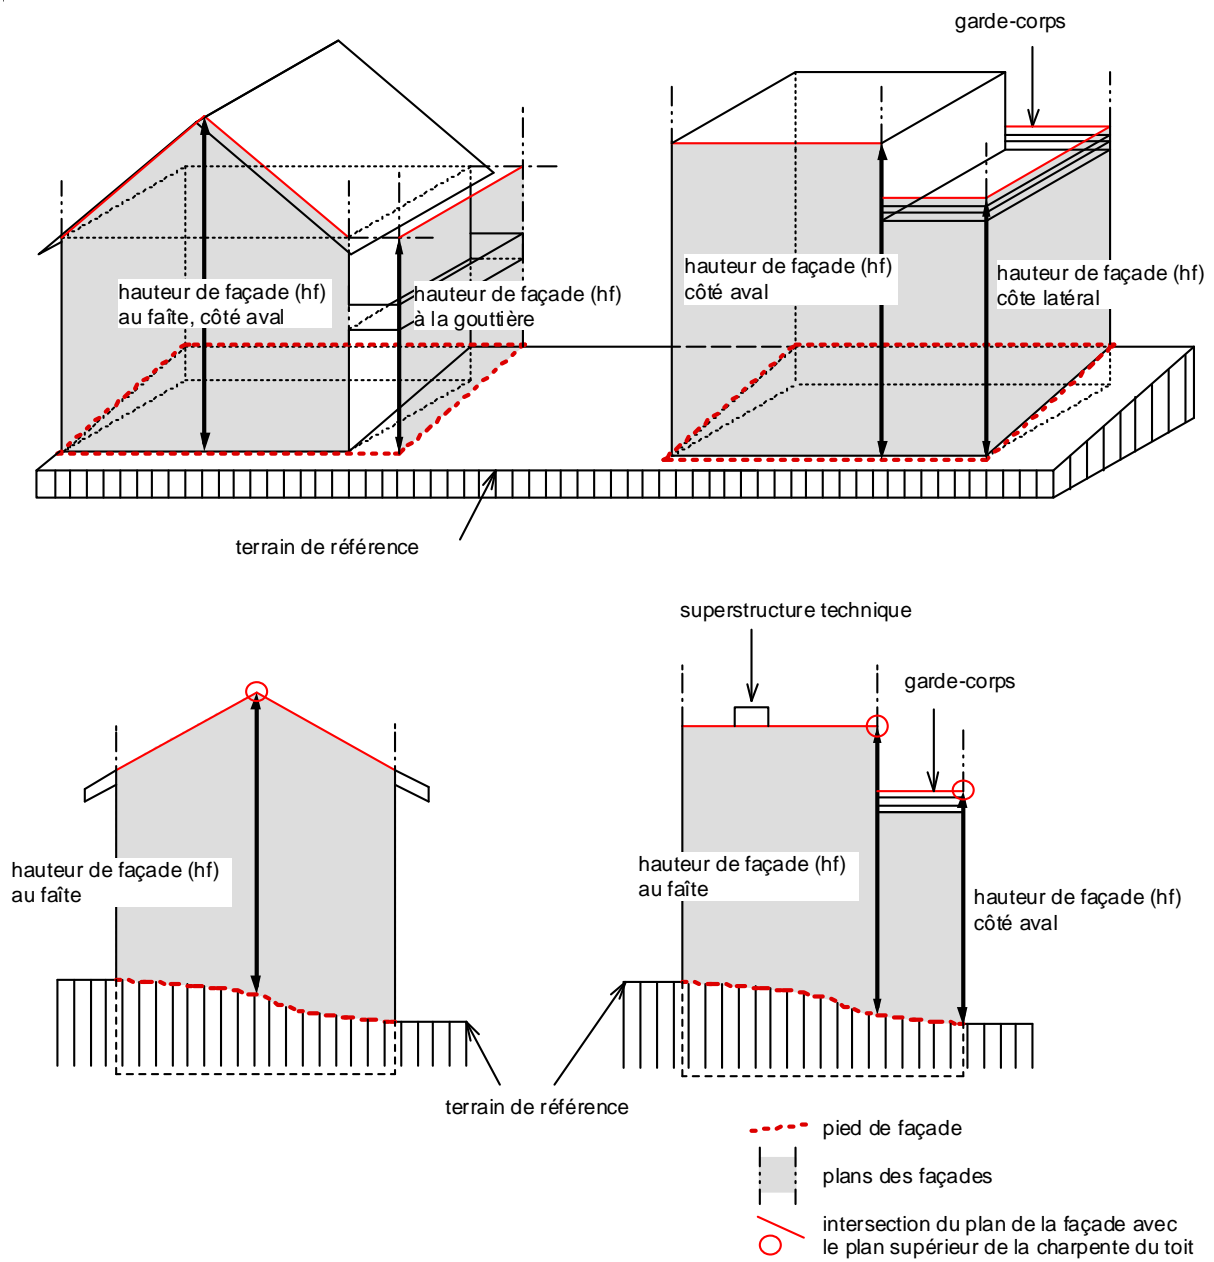 garde-corps
hauteur de façade (hf)
au faîte, côté aval
hauteur de façade (hf)
à la gouttière
hauteur de façade (hf)
côté aval
hauteur de façade (hf)
côte latéral
terrain de référence
superstructure technique
garde-corps
hauteur de façade (hf)
au faîte
hauteur de façade (hf)
au faîte
hauteur de façade (hf)
côté aval
terrain de référence
pied de façade
plans des façades
intersection du plan de la façade avec
le plan supérieur de la charpente du toit